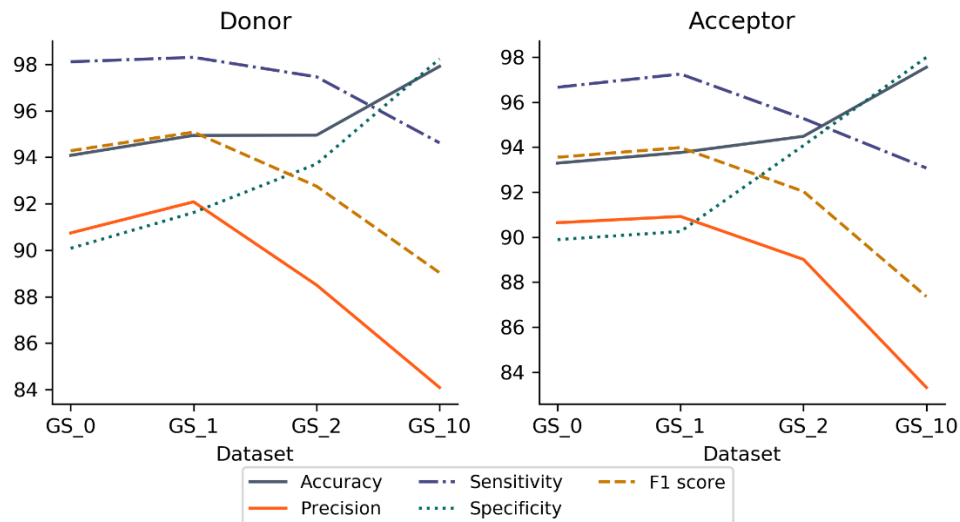 Donor
98
96
94
92
90
88
86
84
GS_0 GS_1 GS_2 GS_10
Dataset
Acceptor
98
96
94
92
90
88
86
84
GS_0 GS_1 GS_2 GS_10
Dataset
Accuracy Sensitivity F1 score
Precision Specificity